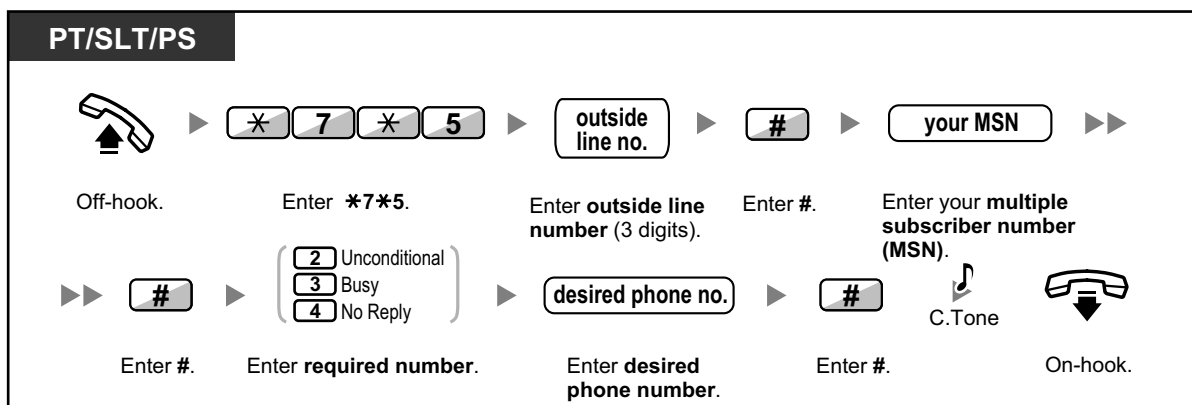 PT/SLT/PS
* 7 * 5
outside
line no.
#
your MSN
Off-hook.
Enter *7*5.
Enter outside line
number (3 digits).
Enter #.
Enter your multiple
subscriber number
(MSN).
#
2 Unconditional
3 Busy
4 No Reply
desired phone no.
#
C.Tone
Enter #.
Enter required number.
Enter desired
phone number.
Enter #.
On-hook.